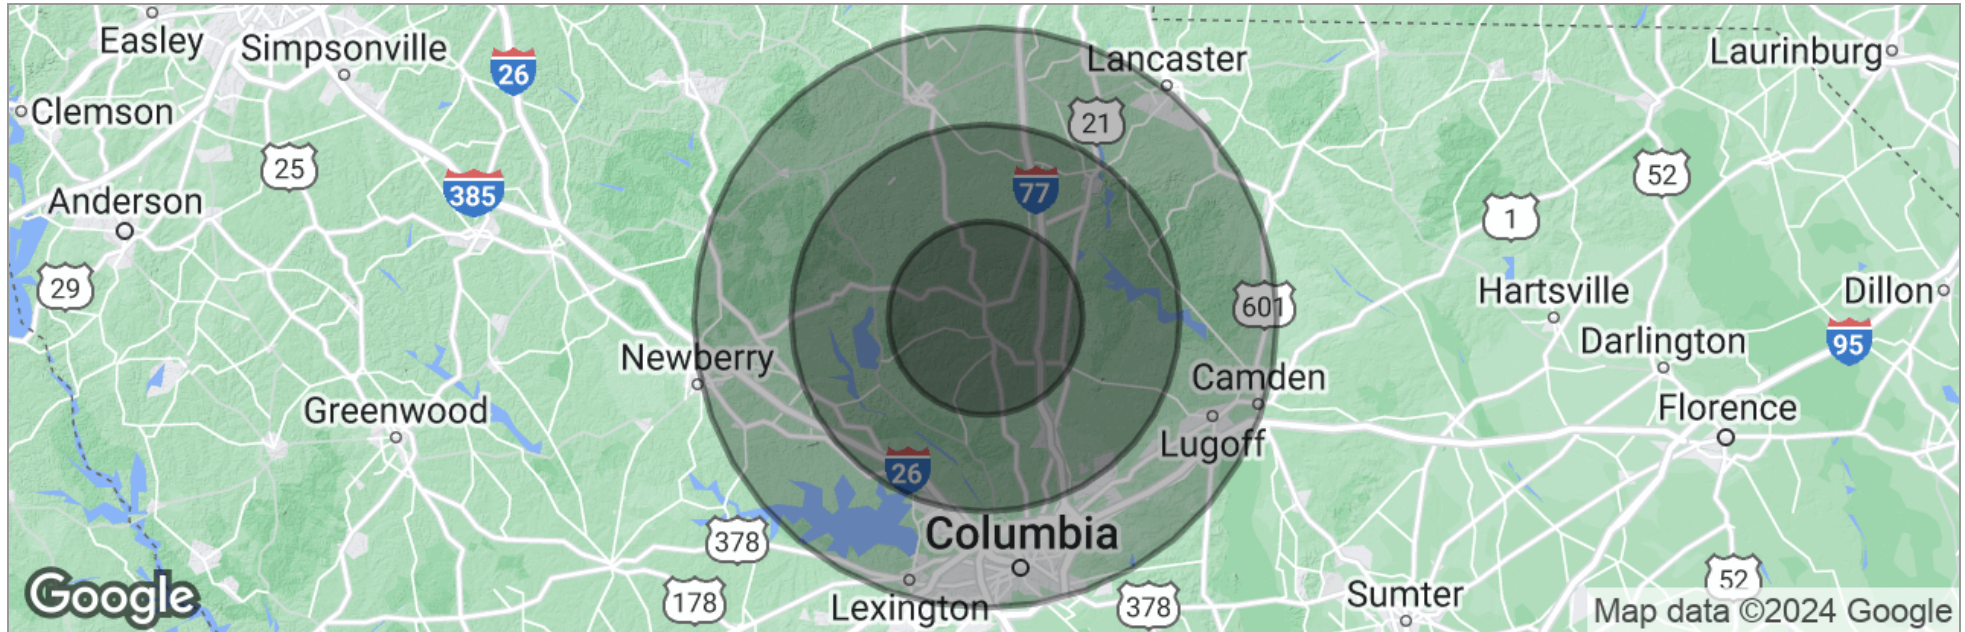 Easley
Simpsonville
26
Lancaster
Laurinburg
Clemson
21
25
52
385
77
Anderson
1
29
Hartsville
Dillon
601
Darlington
95
Newberry
Camden
Greenwood
Florence
Lugoff
26
Columbia
378
52
Google
178
Lexington
378
Sumter
Map data ©2024 Google